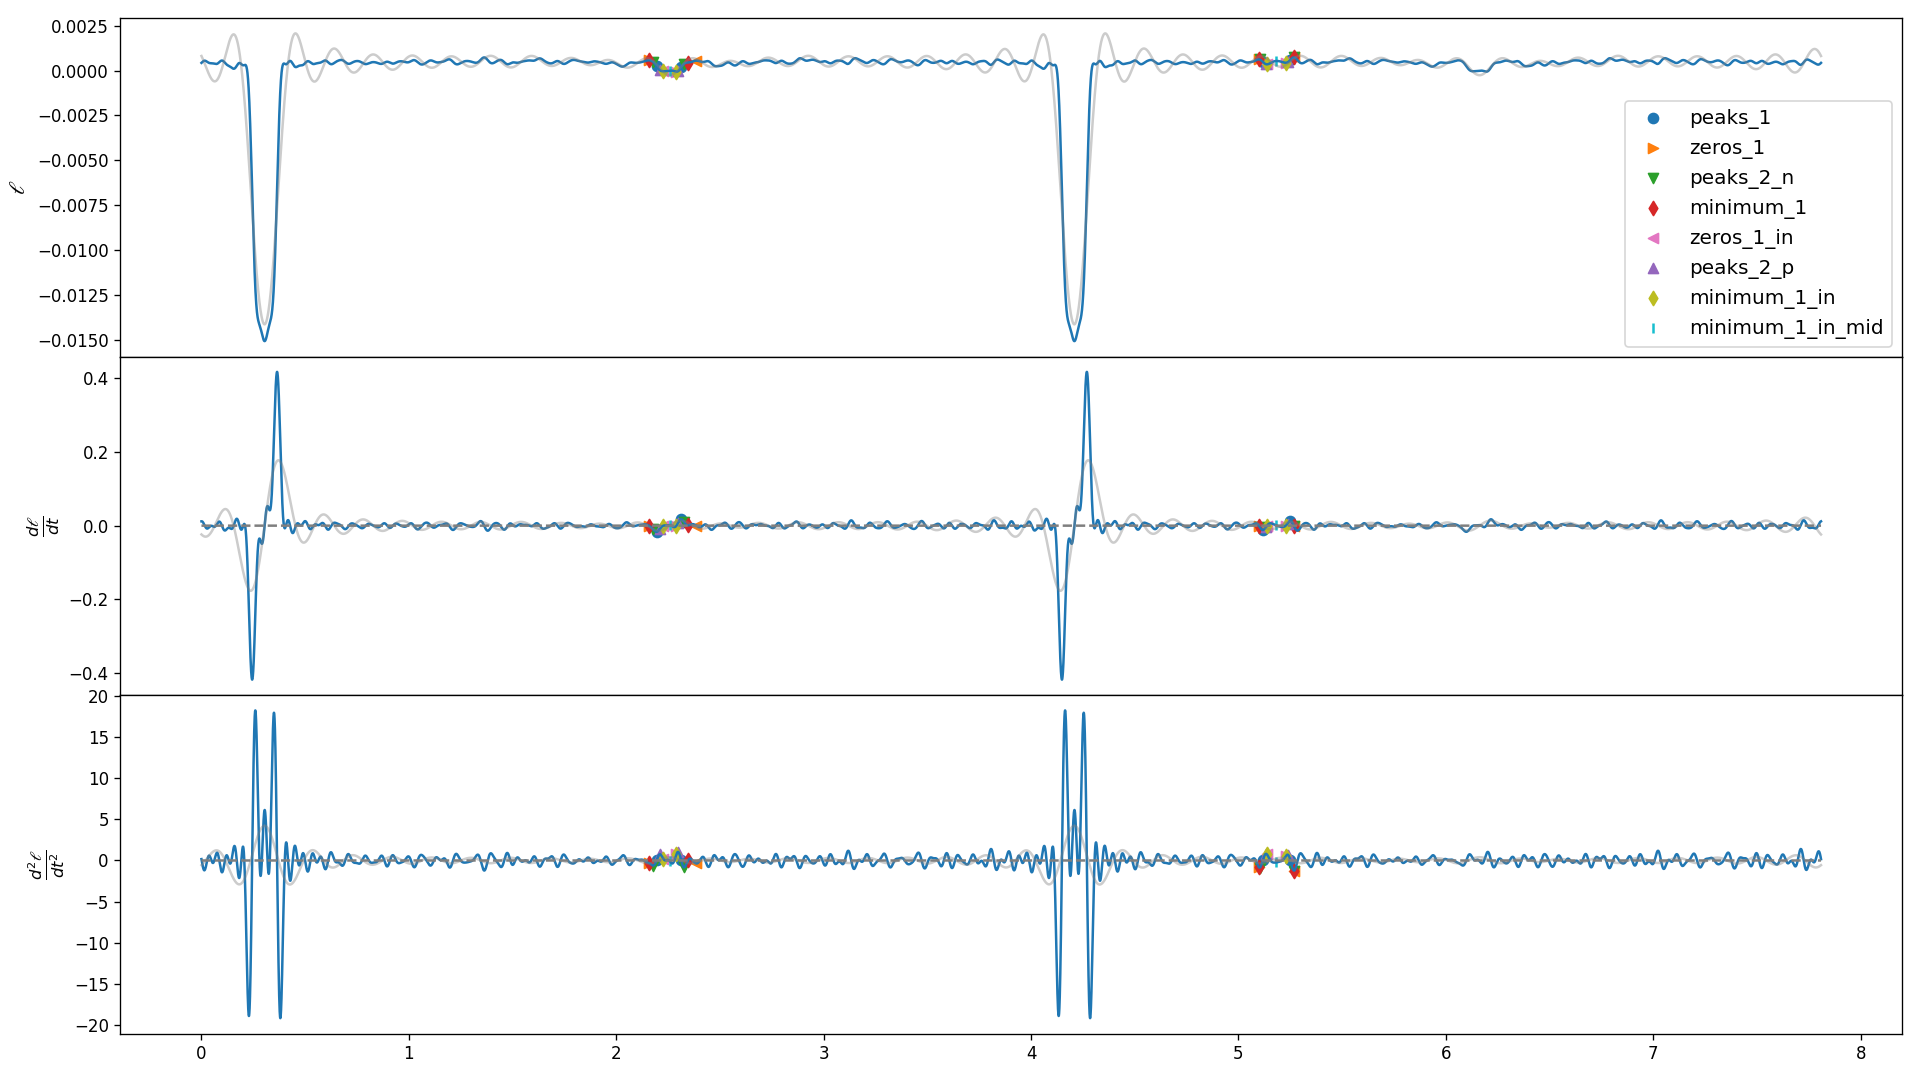 0.0025
0.0000
−0.0025
−0.0050
−0.0075
−0.0100
−0.0125
−0.0150
ℓ
peaks_1
zeros_1
peaks_2_n
minimum_1
zeros_1_in
peaks_2_p
minimum_1_in
minimum_1_in_mid
0.4
0.2
0.0
−0.2
−0.4
dℓ
dt
20
15
10
5
0
−5
−10
−15
−20
d²ℓ
dt²
0 1 2 3 4 5 6 7 8